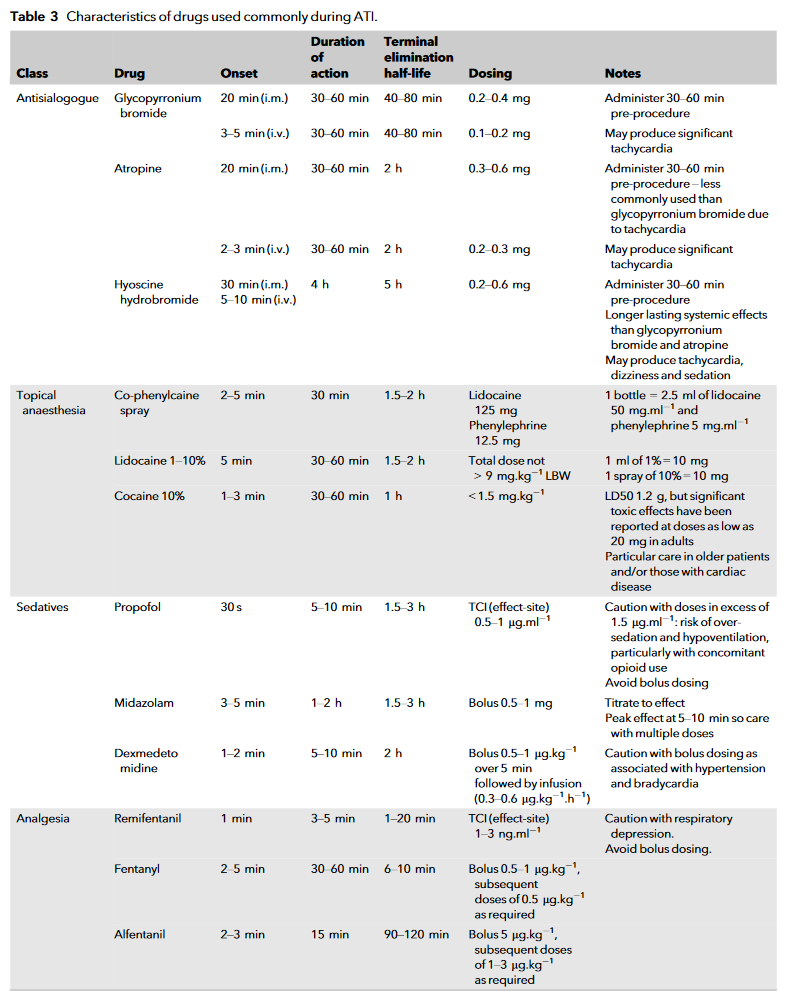 Table 3 Characteristics of drugs used commonly during ATI.
Class Drug Onset Duration of action Terminal elimination half-life Dosing Notes
Antisialogogue Glycopyrronium bromide 20 min (i.m.) 30–60 min 40–80 min 0.2–0.4 mg Administer 30–60 min pre-procedure
3–5 min (i.v.) 30–60 min 40–80 min 0.1–0.2 mg May produce significant tachycardia
Atropine 20 min (i.m.) 30–60 min 2 h 0.3–0.6 mg Administer 30–60 min pre-procedure – less commonly used than glycopyrronium bromide due to tachycardia
2–3 min (i.v.) 30–60 min 2 h 0.2–0.3 mg May produce significant tachycardia
Hyoscine hydrobromide 30 min (i.m.) 5–10 min (i.v.) 4 h 5 h 0.2–0.6 mg Administer 30–60 min pre-procedure Longer lasting systemic effects than glycopyrronium bromide and atropine May produce tachycardia, dizziness and sedation
Topical anaesthesia Co-phenylcaine spray 2–5 min 30 min 1.5–2 h Lidocaine 125 mg Phenylephrine 12.5 mg 1 bottle = 2.5 ml of lidocaine 50 mg.ml⁻¹ and phenylephrine 5 mg.ml⁻¹
Lidocaine 1–10% 5 min 30–60 min 1.5–2 h Total dose not > 9 mg.kg⁻¹ LBW 1 ml of 1% = 10 mg 1 spray of 10% = 10 mg
Cocaine 10% 1–3 min 30–60 min 1 h <1.5 mg.kg⁻¹ LD50 1.2 g, but significant toxic effects have been reported at doses as low as 20 mg in adults Particular care in older patients and/or those with cardiac disease
Sedatives Propofol 30 s 5–10 min 1.5–3 h TCI (effect-site) 0.5–1 μg.ml⁻¹ Caution with doses in excess of 1.5 μg.ml⁻¹: risk of over-sedation and hypoventilation, particularly with concomitant opioid use Avoid bolus dosing
Midazolam 3–5 min 1–2 h 1.5–3 h Bolus 0.5–1 mg Titrate to effect Peak effect at 5–10 min so care with multiple doses
Dexmedeto midine 1–2 min 5–10 min 2 h Bolus 0.5–1 μg.kg⁻¹ over 5 min followed by infusion (0.3–0.6 μg.kg⁻¹.h⁻¹) Caution with bolus dosing as associated with hypertension and bradycardia
Analgesia Remifentanil 1 min 3–5 min 1–20 min TCI (effect-site) 1–3 ng.ml⁻¹ Caution with respiratory depression. Avoid bolus dosing.
Fentanyl 2–5 min 30–60 min 6–10 min Bolus 0.5–1 μg.kg⁻¹, subsequent doses of 0.5 μg.kg⁻¹ as required
Alfentanil 2–3 min 15 min 90–120 min Bolus 5 μg.kg⁻¹, subsequent doses of 1–3 μg.kg⁻¹ as required